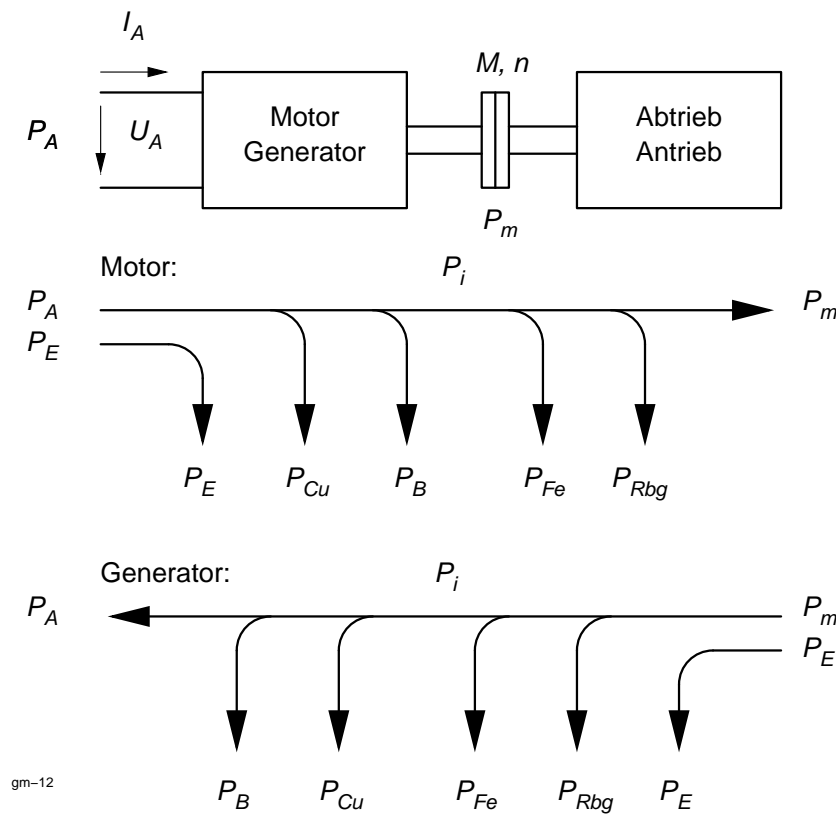 I_A
M, n
P_A
U_A
Motor
Generator
Abtrieb
Antrieb
P_m
Motor:
P_i
P_A
P_m
P_E
P_E
P_Cu
P_B
P_Fe
P_Rbg
Generator:
P_i
P_A
P_m
P_E
P_B
P_Cu
P_Fe
P_Rbg
P_E
gm−12